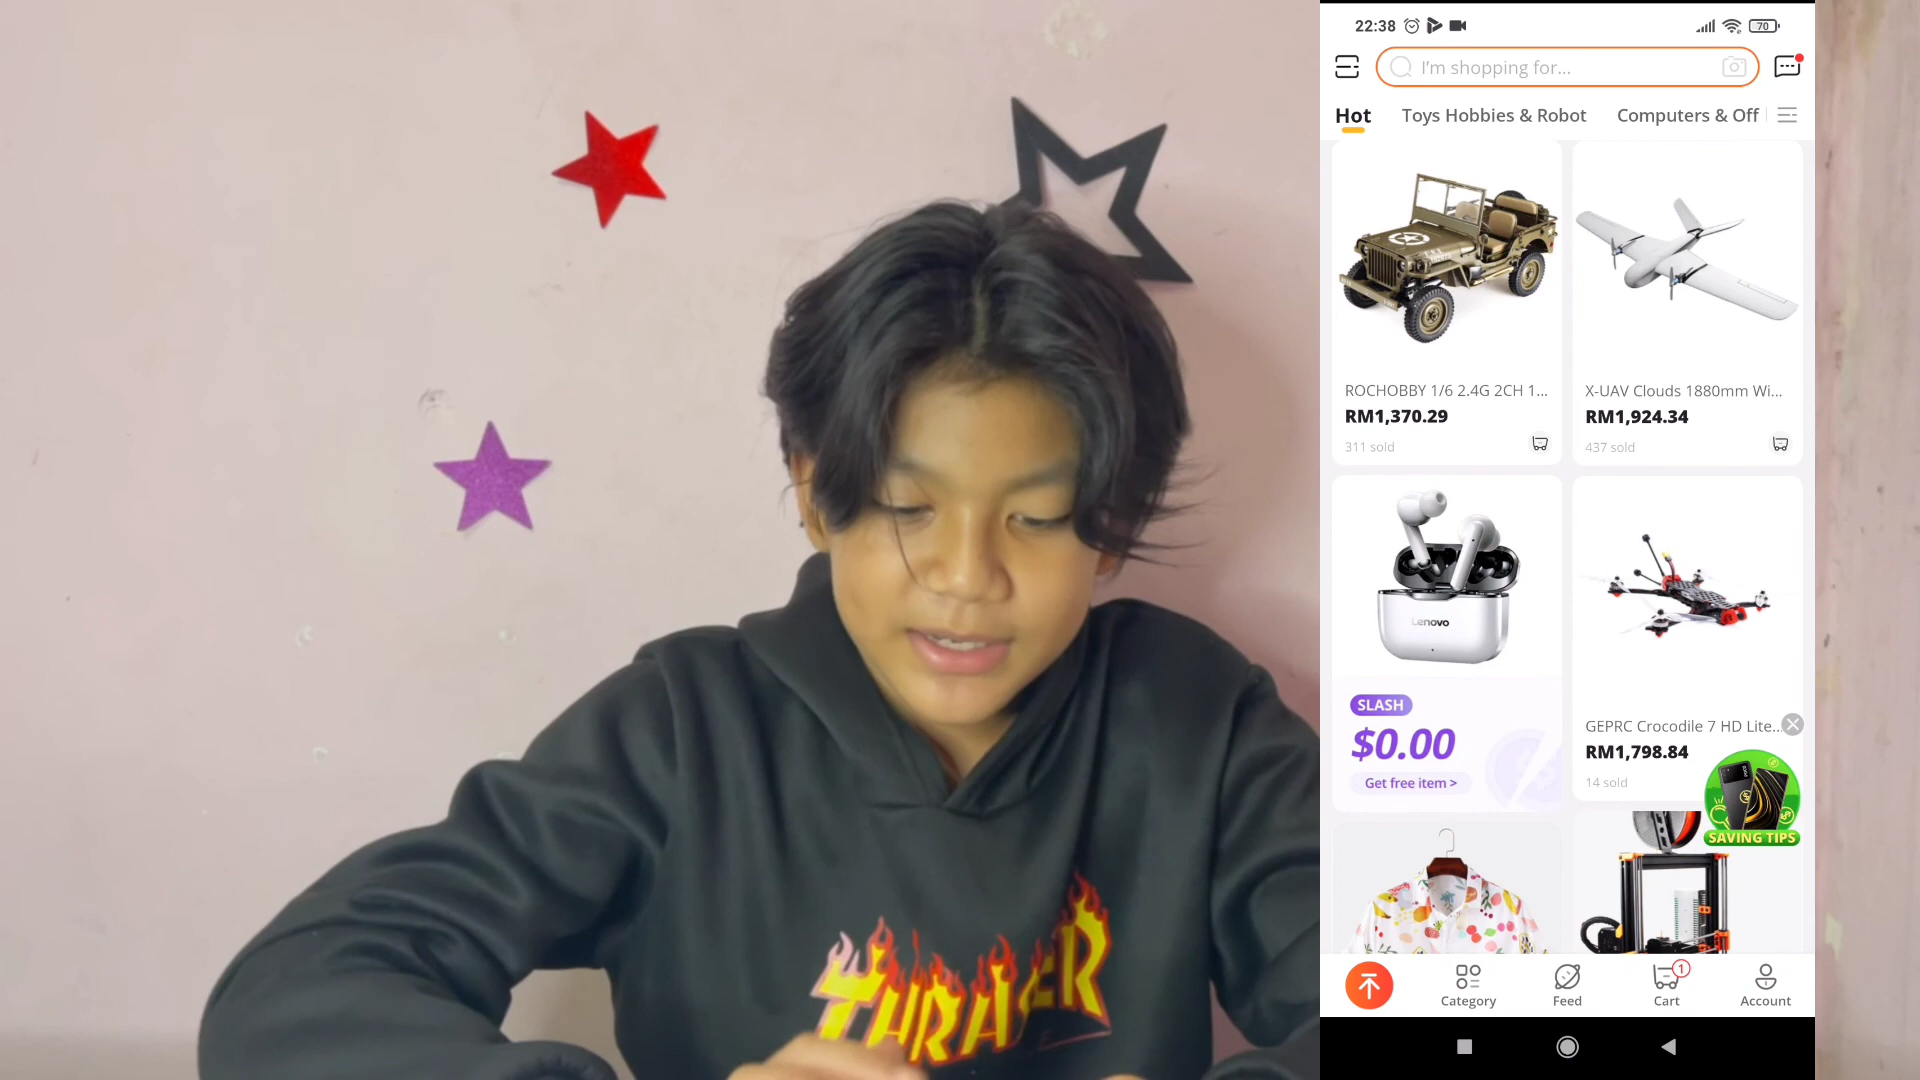 22:38
70
I'm shopping for...
Hot
Toys Hobbies & Robot
Computers & Off
ROCHOBBY 1/6 2.4G 2CH 1...
RM1,370.29
311 sold
X-UAV Clouds 1880mm Wi...
RM1,924.34
437 sold
Lenovo
SLASH
$0.00
Get free item >
GEPRC Crocodile 7 HD Lite...
RM1,798.84
14 sold
SAVING TIPS
Category
Feed
1
Cart
Account
THRASHER